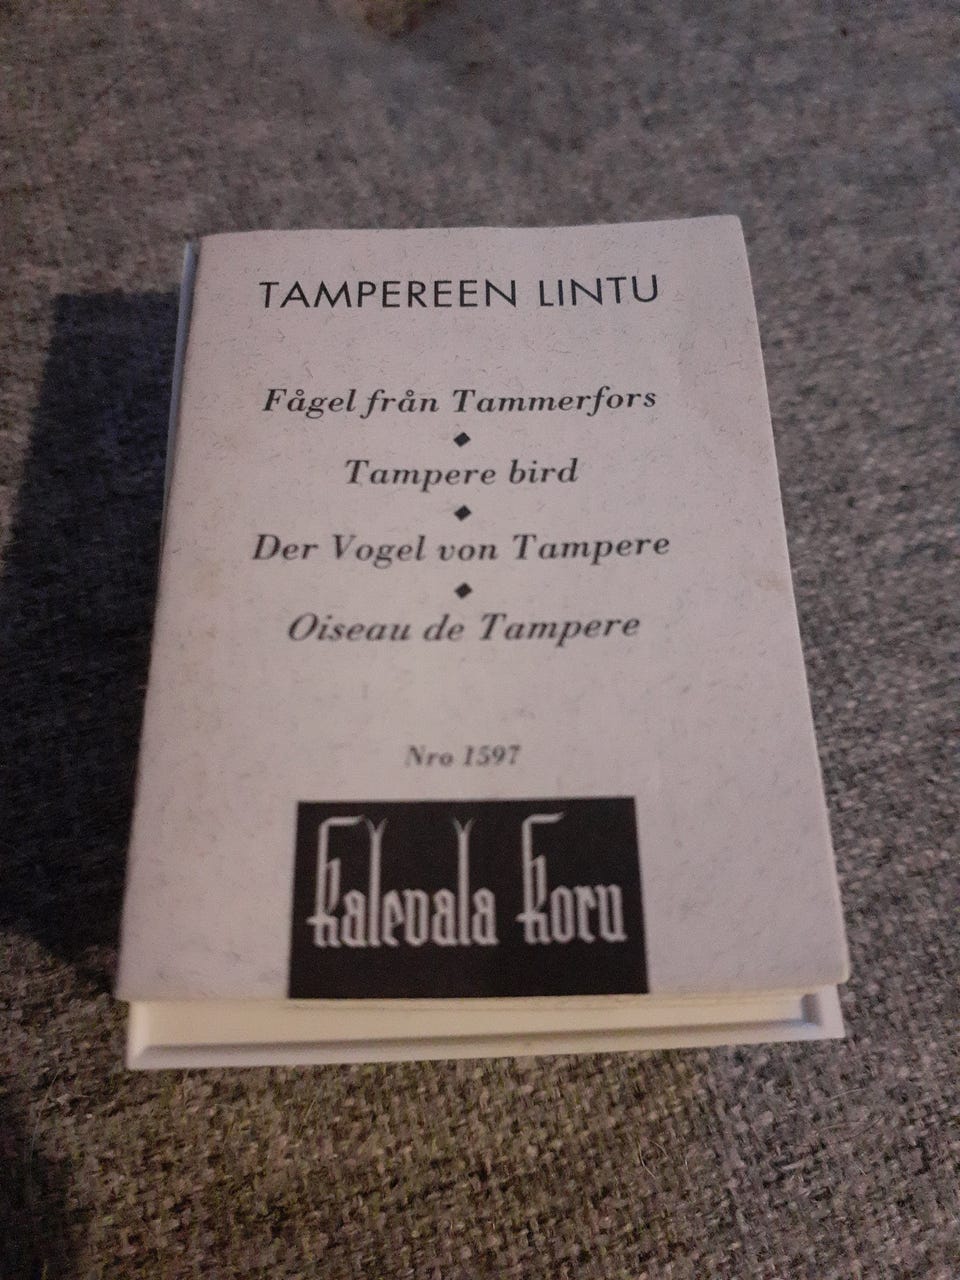 TAMPEREEN LINTU
Fågel från Tammerfors
◆
Tampere bird
◆
Der Vogel von Tampere
◆
Oiseau de Tampere
Nro 1597
kalevala koru